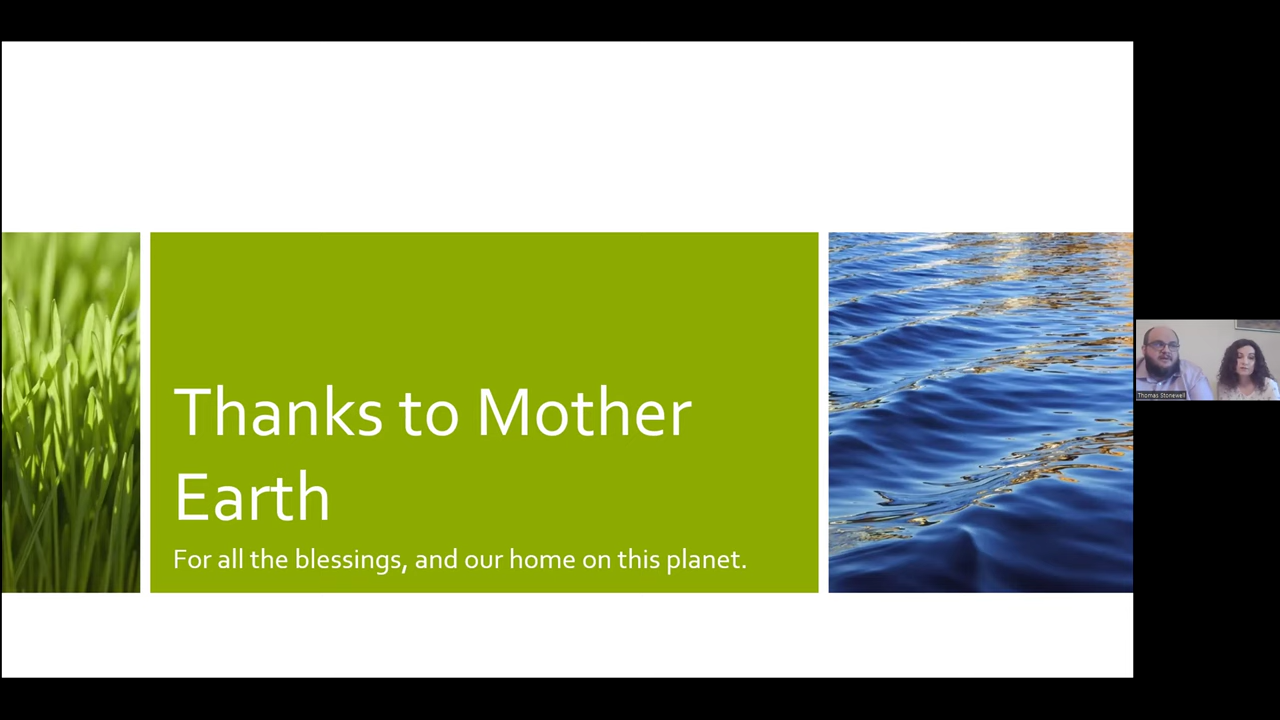 Thanks to Mother
Earth
For all the blessings, and our home on this planet.
Thomas Stonewell